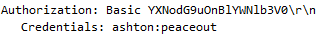 Authorization: Basic YXNodG9uOnBlYWNlb3V0\r\n
Credentials: ashton:peaceout